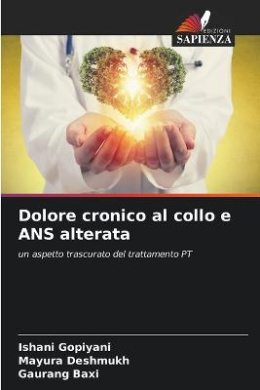 EDIZIONI
SAPIENZA
Dolore cronico al collo e
ANS alterata
un aspetto trascurato del trattamento PT
Ishani Gopiyani
Mayura Deshmukh
Gaurang Baxi